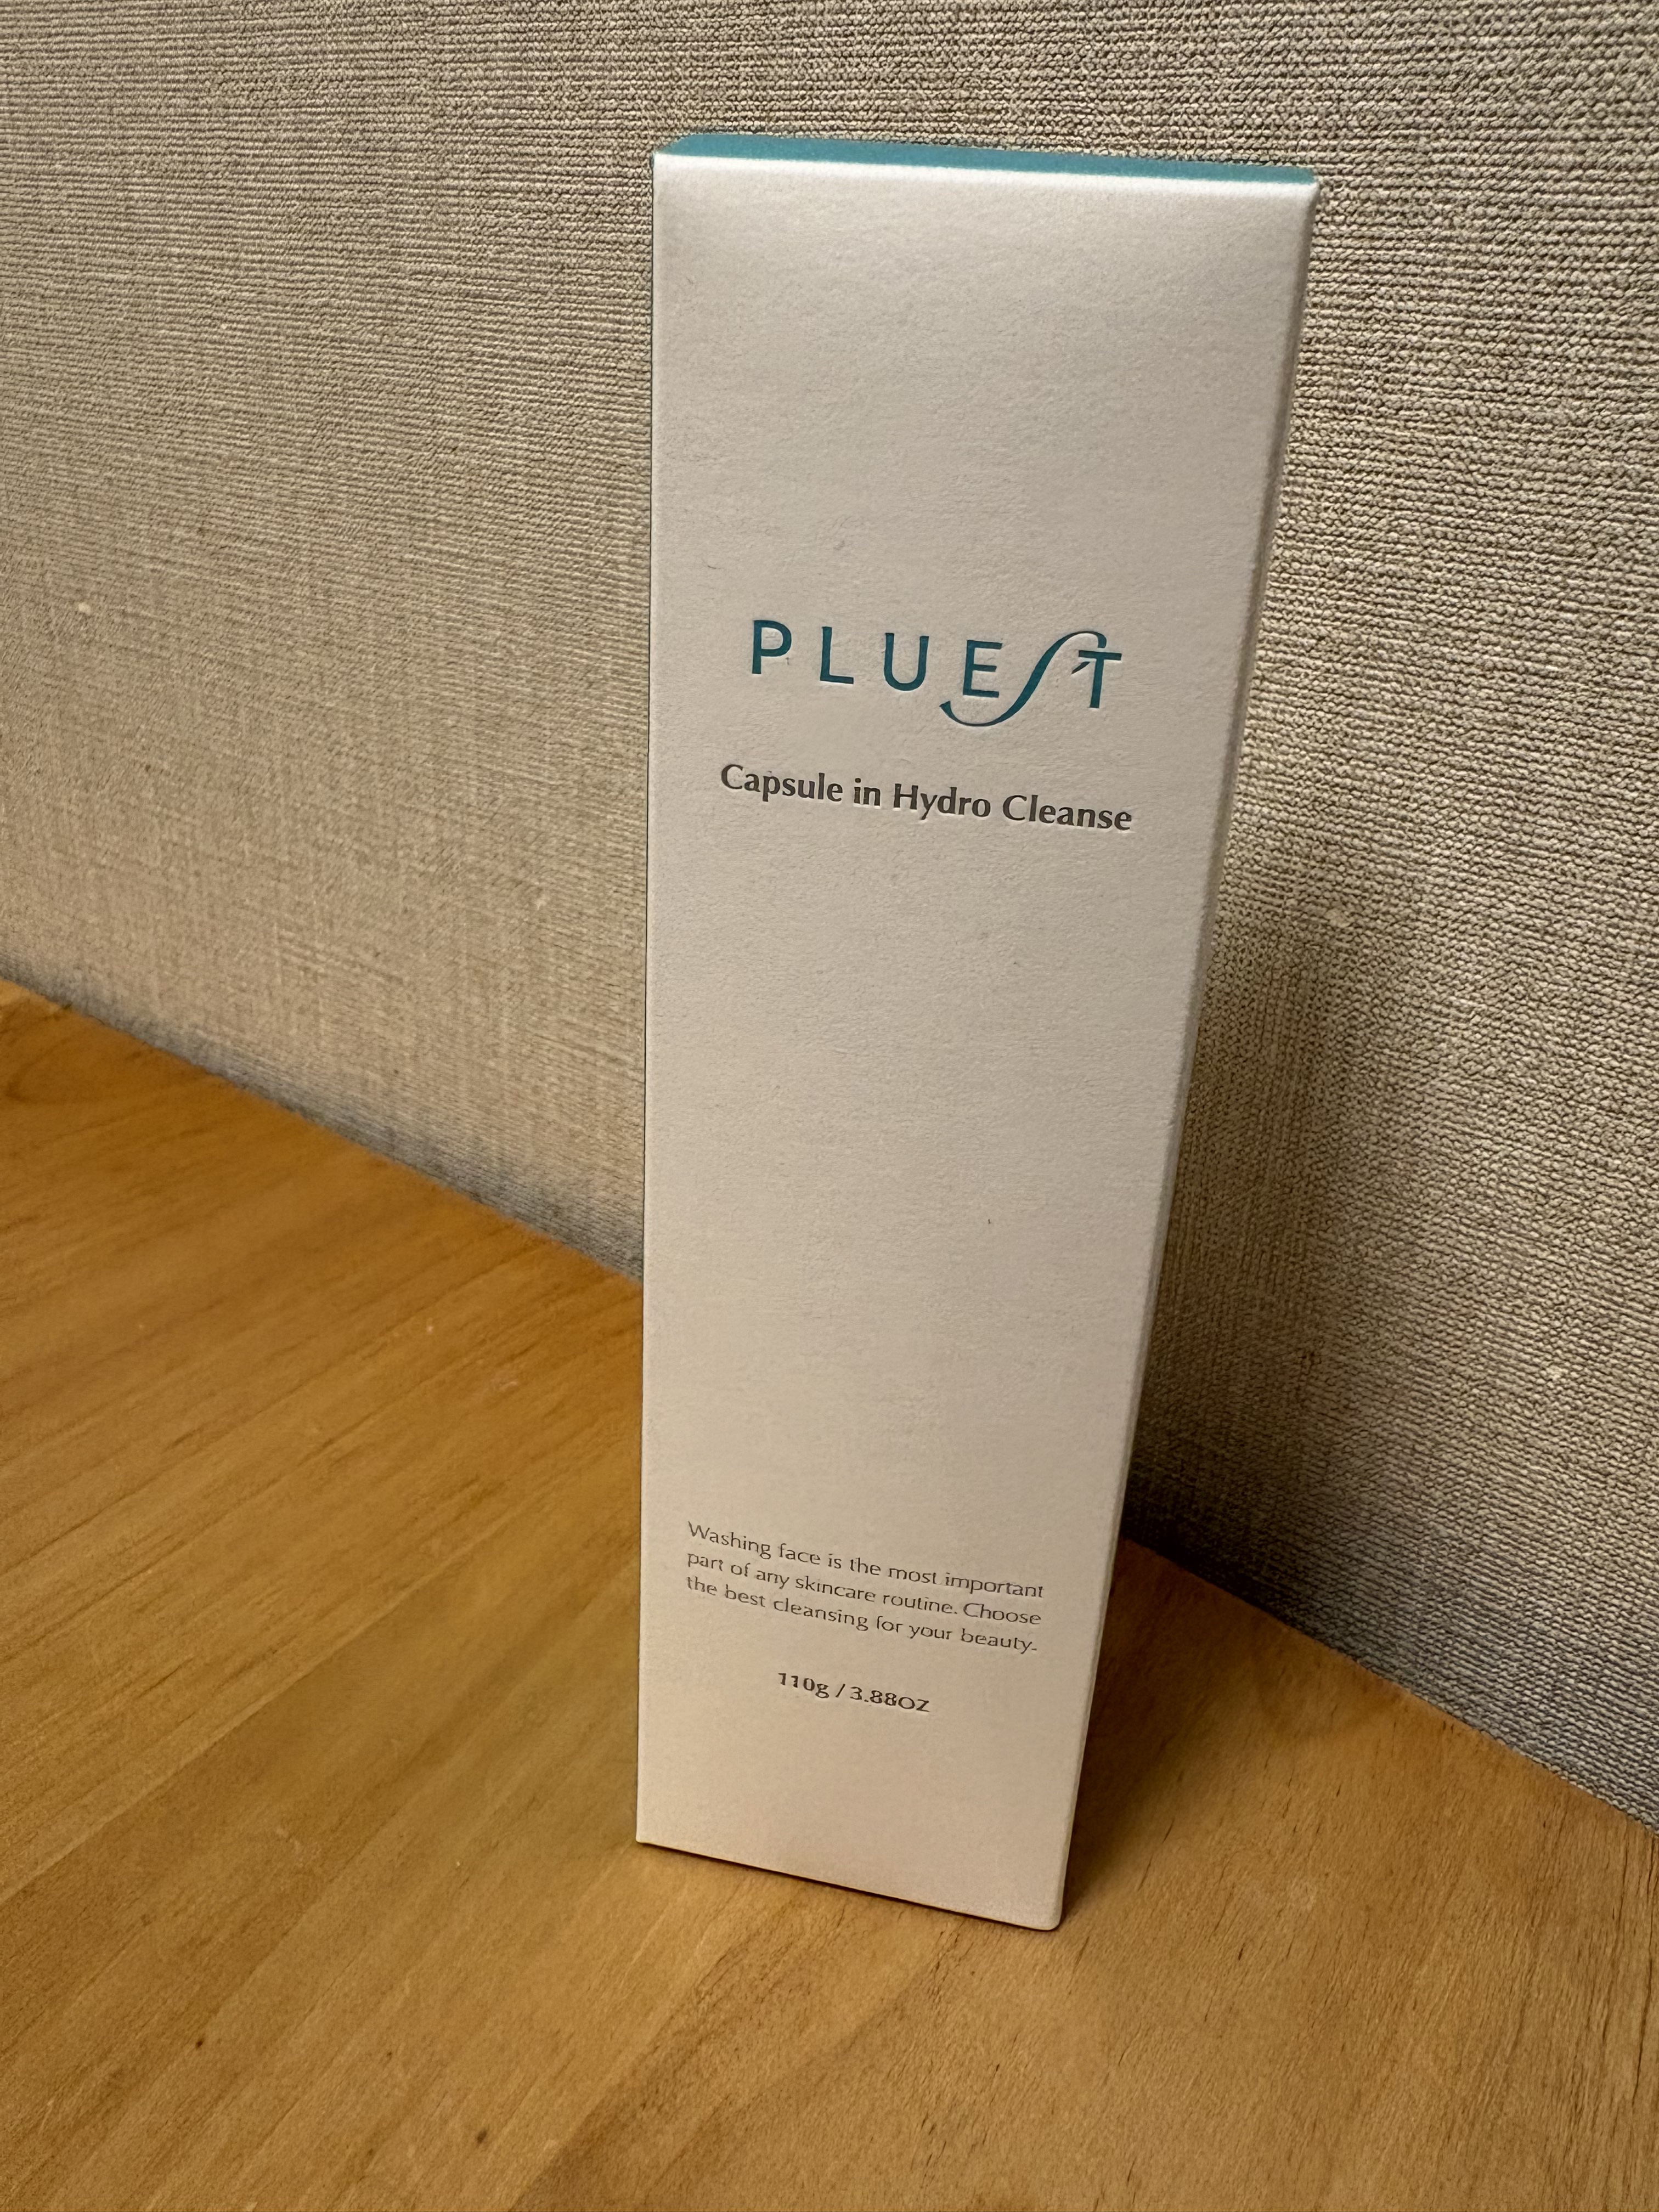 PLUEST
Capsule in Hydro Cleanse
Washing face is the most important
part of any skincare routine. Choose
the best cleansing for your beauty.
110g / 3.88OZ